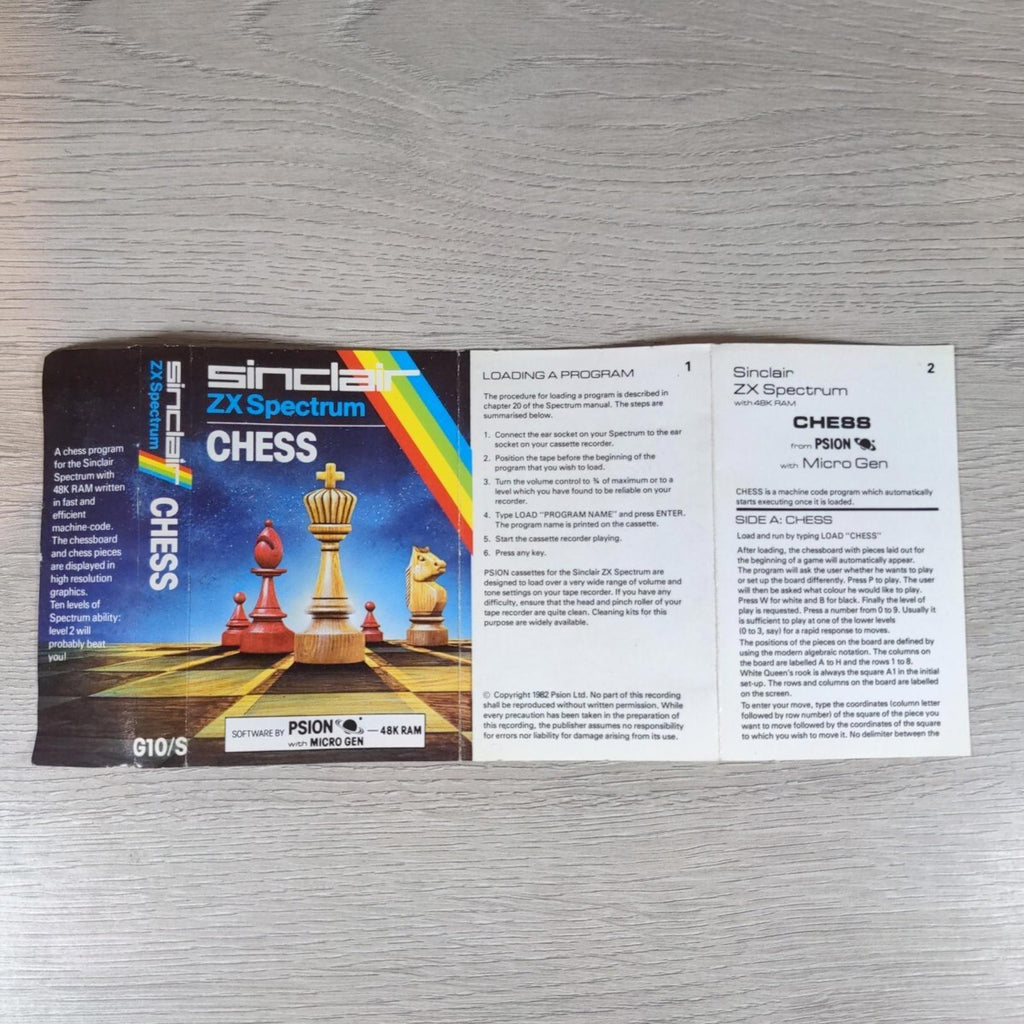 A chess program
for the Sinclair
Spectrum with
48K RAM written
in fast and
efficient
machine-code.
The chessboard
and chess pieces
are displayed in
high resolution
graphics.
Ten levels of
Spectrum ability:
level 2 will
probably beat
you!
sinclair
ZX Spectrum
CHESS
G10/S
sinclair
ZX Spectrum
CHESS
SOFTWARE BY PSION — 48K RAM
with MICRO GEN
LOADING A PROGRAM
1
The procedure for loading a program is described in
chapter 20 of the Spectrum manual. The steps are
summarised below.
1. Connect the ear socket on your Spectrum to the ear
socket on your cassette recorder.
2. Position the tape before the beginning of the
program that you wish to load.
3. Turn the volume control to ¾ of maximum or to a
level which you have found to be reliable on your
recorder.
4. Type LOAD "PROGRAM NAME" and press ENTER.
The program name is printed on the cassette.
5. Start the cassette recorder playing.
6. Press any key.
PSION cassettes for the Sinclair ZX Spectrum are
designed to load over a very wide range of volume and
tone settings on your tape recorder. If you have any
difficulty, ensure that the head and pinch roller of your
tape recorder are quite clean. Cleaning kits for this
purpose are widely available.
© Copyright 1982 Psion Ltd. No part of this recording
shall be reproduced without written permission. While
every precaution has been taken in the preparation of
this recording, the publisher assumes no responsibility
for errors nor liability for damage arising from its use.
2
Sinclair
ZX Spectrum
with 48K RAM
CHESS
from PSION
with Micro Gen
CHESS is a machine code program which automatically
starts executing once it is loaded.
SIDE A: CHESS
Load and run by typing LOAD "CHESS"
After loading, the chessboard with pieces laid out for
the beginning of a game will automatically appear.
The program will ask the user whether he wants to play
or set up the board differently. Press P to play. The user
will then be asked what colour he would like to play.
Press W for white and B for black. Finally the level of
play is requested. Press a number from 0 to 9. Usually it
is sufficient to play at one of the lower levels
(0 to 3, say) for a rapid response to moves.
The positions of the pieces on the board are defined by
using the modern algebraic notation. The columns on
the board are labelled A to H and the rows 1 to 8.
White Queen's rook is always the square A1 in the initial
set-up. The rows and columns on the board are labelled
on the screen.
To enter your move, type the coordinates (column letter
followed by row number) of the square of the piece you
want to move followed by the coordinates of the square
to which you wish to move it. No delimiter between the